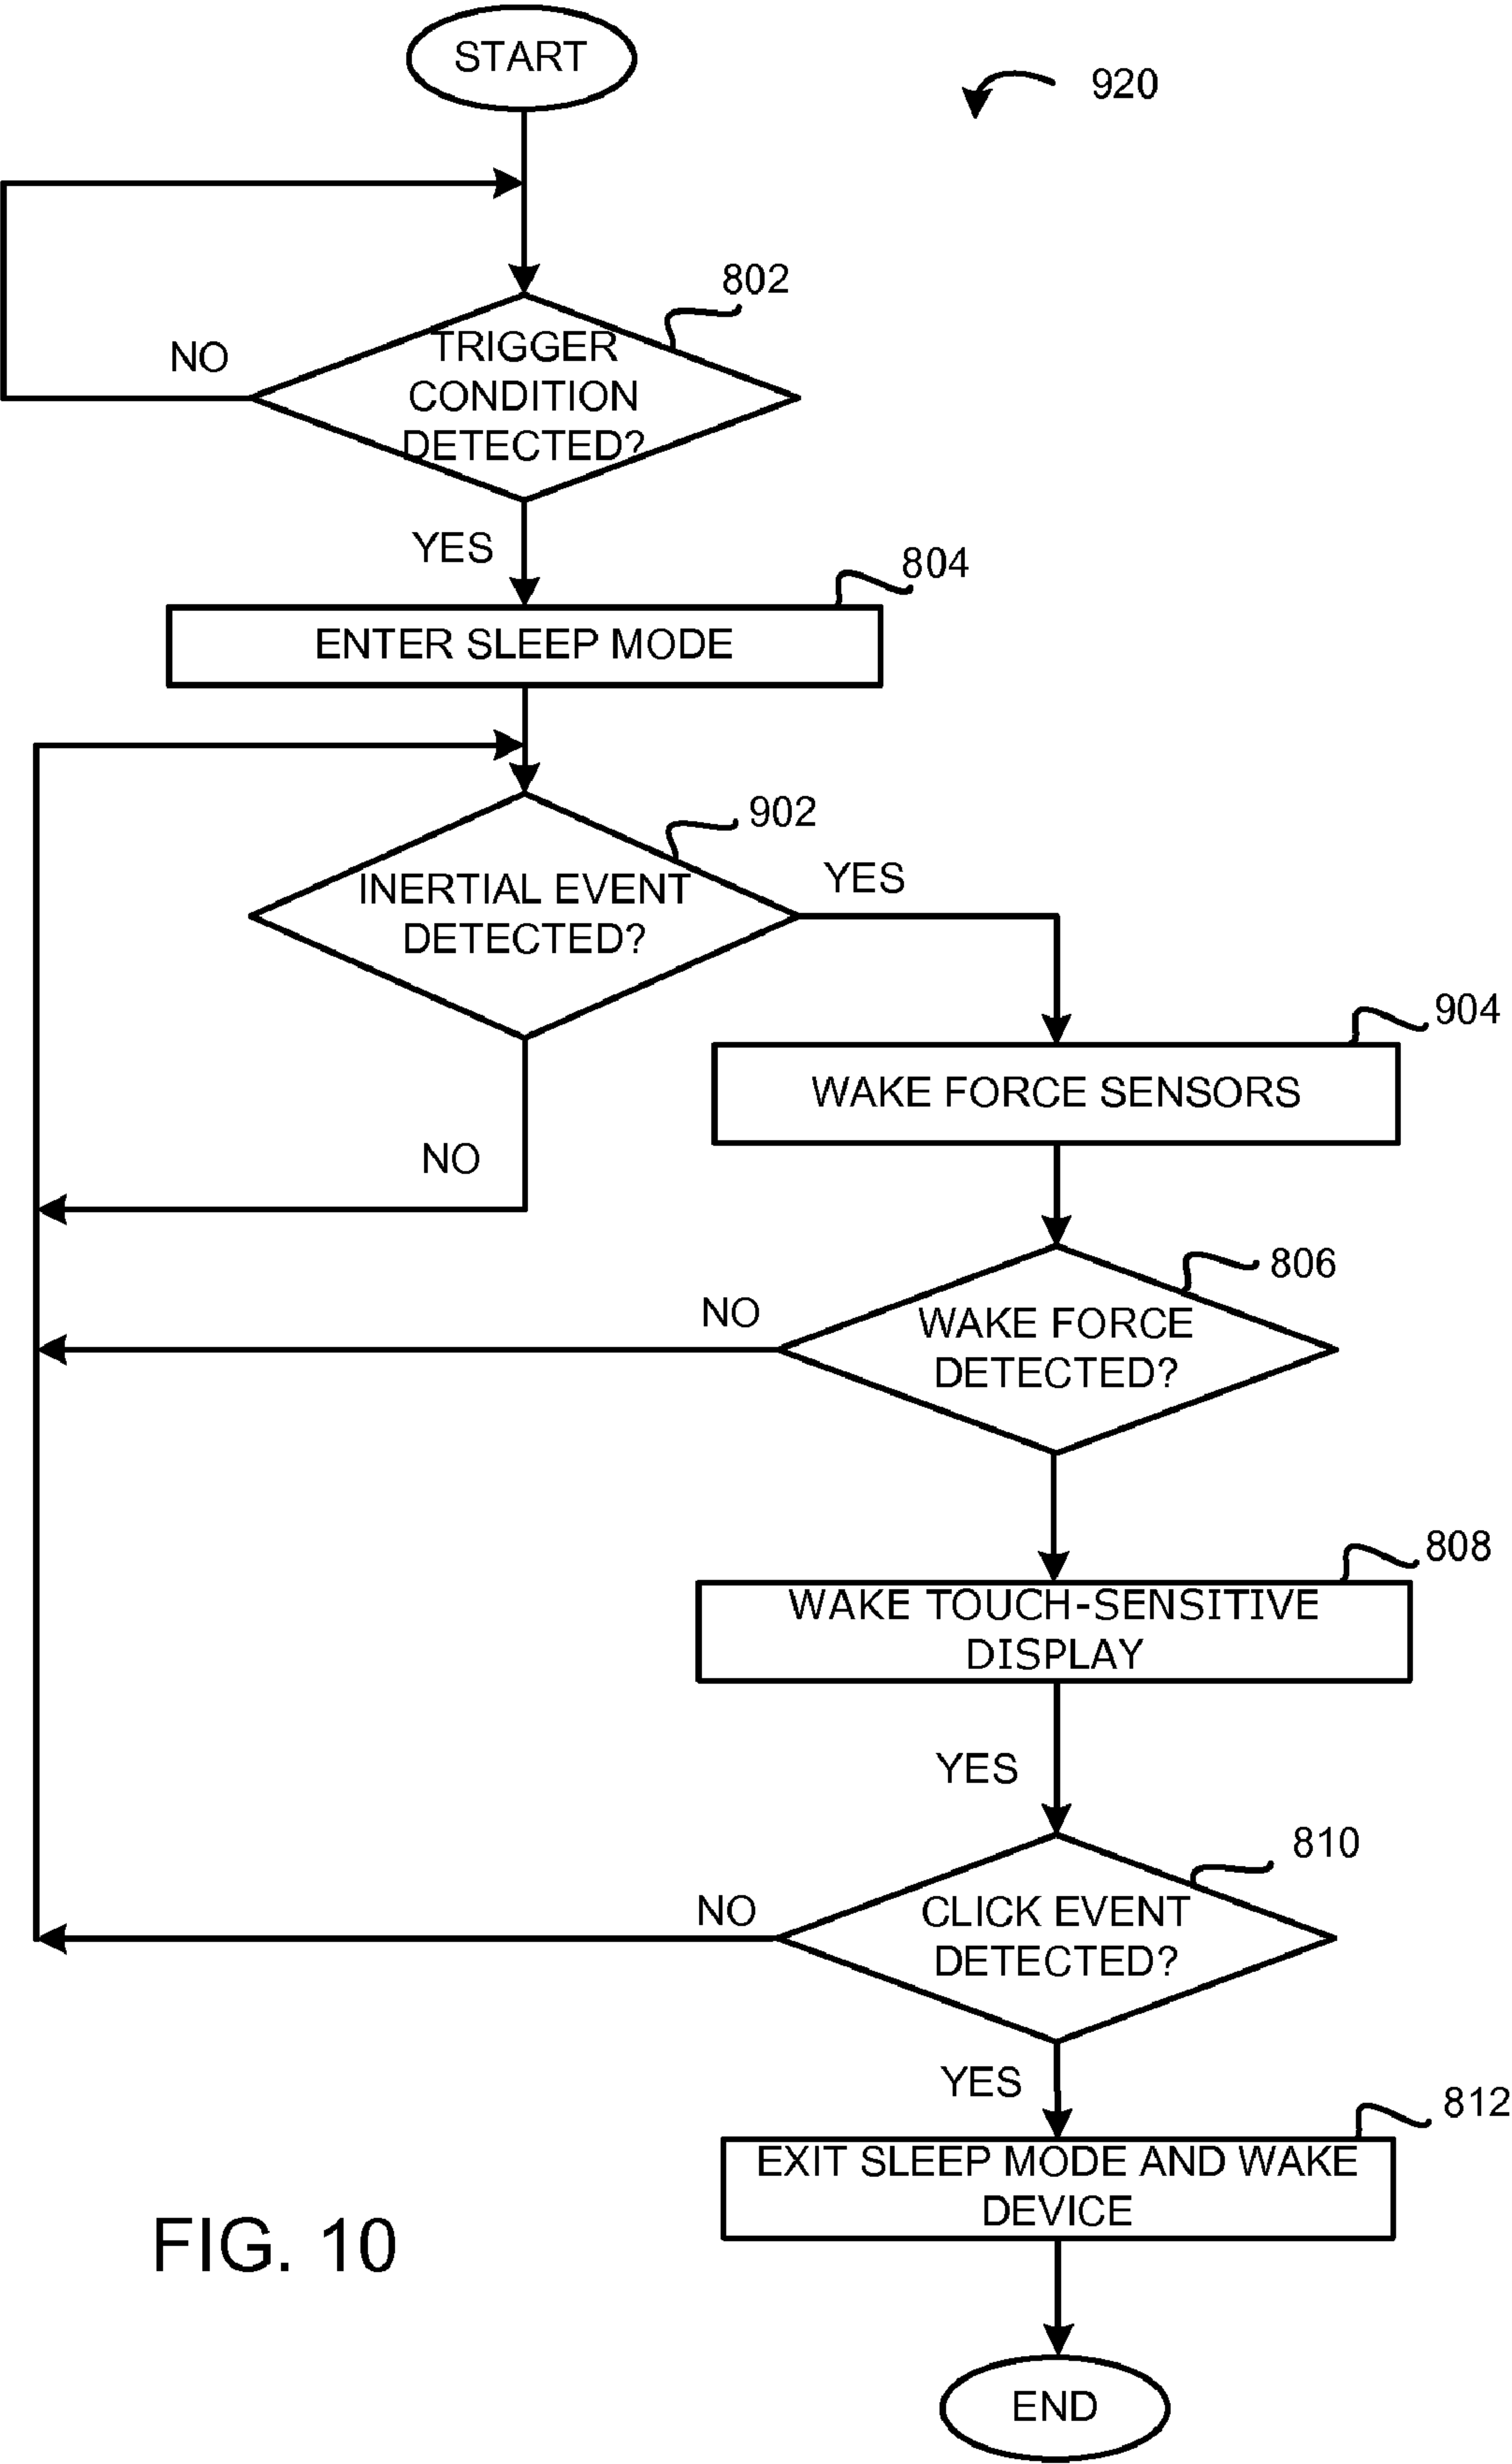 START
920
802
NO
TRIGGER
CONDITION
DETECTED?
YES
804
ENTER SLEEP MODE
902
INERTIAL EVENT
DETECTED?
YES
904
WAKE FORCE SENSORS
NO
806
NO
WAKE FORCE
DETECTED?
808
WAKE TOUCH-SENSITIVE
DISPLAY
YES
810
NO
CLICK EVENT
DETECTED?
YES
812
EXIT SLEEP MODE AND WAKE
DEVICE
FIG. 10
END